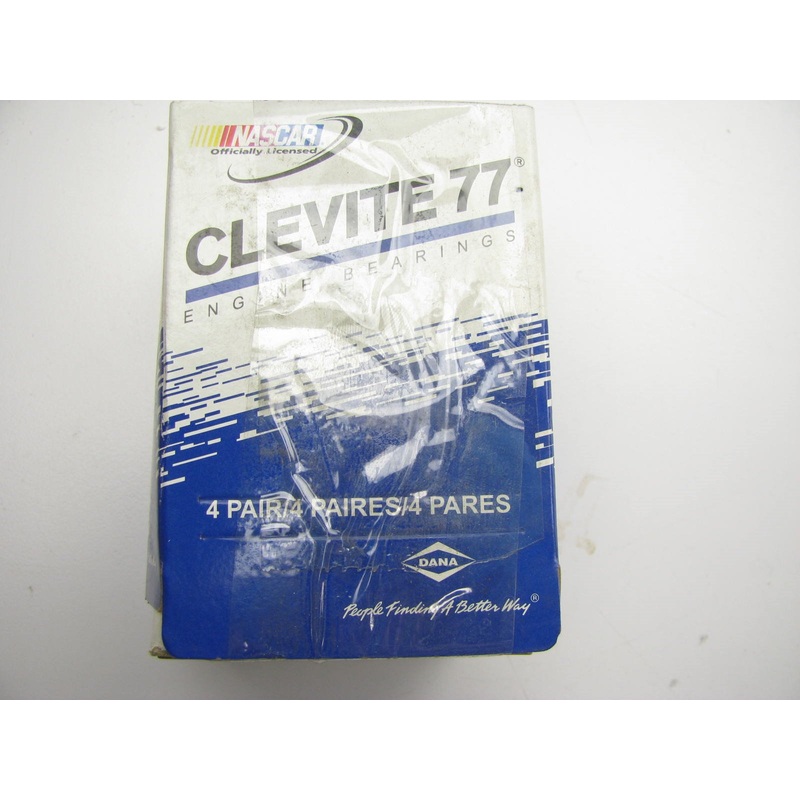 NASCAR
Officially Licensed
CLEVITE 77®
ENGINE BEARINGS
4 PAIR/4 PAIRES/4 PARES
DANA
People Finding A Better Way®